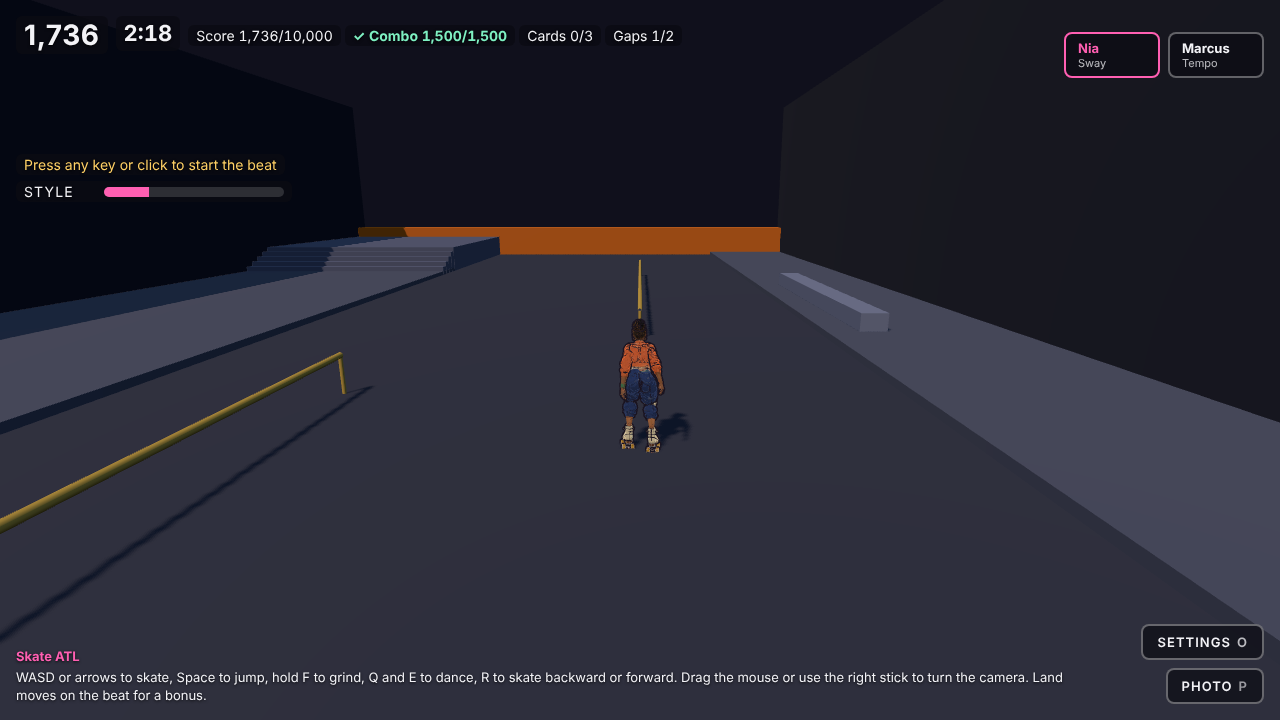 1,736
2:18
Score 1,736/10,000
✓ Combo 1,500/1,500
Cards 0/3
Gaps 1/2
Nia
Sway
Marcus
Tempo
Press any key or click to start the beat
STYLE
Skate ATL
WASD or arrows to skate, Space to jump, hold F to grind, Q and E to dance, R to skate backward or forward. Drag the mouse or use the right stick to turn the camera. Land
moves on the beat for a bonus.
SETTINGS O
PHOTO P